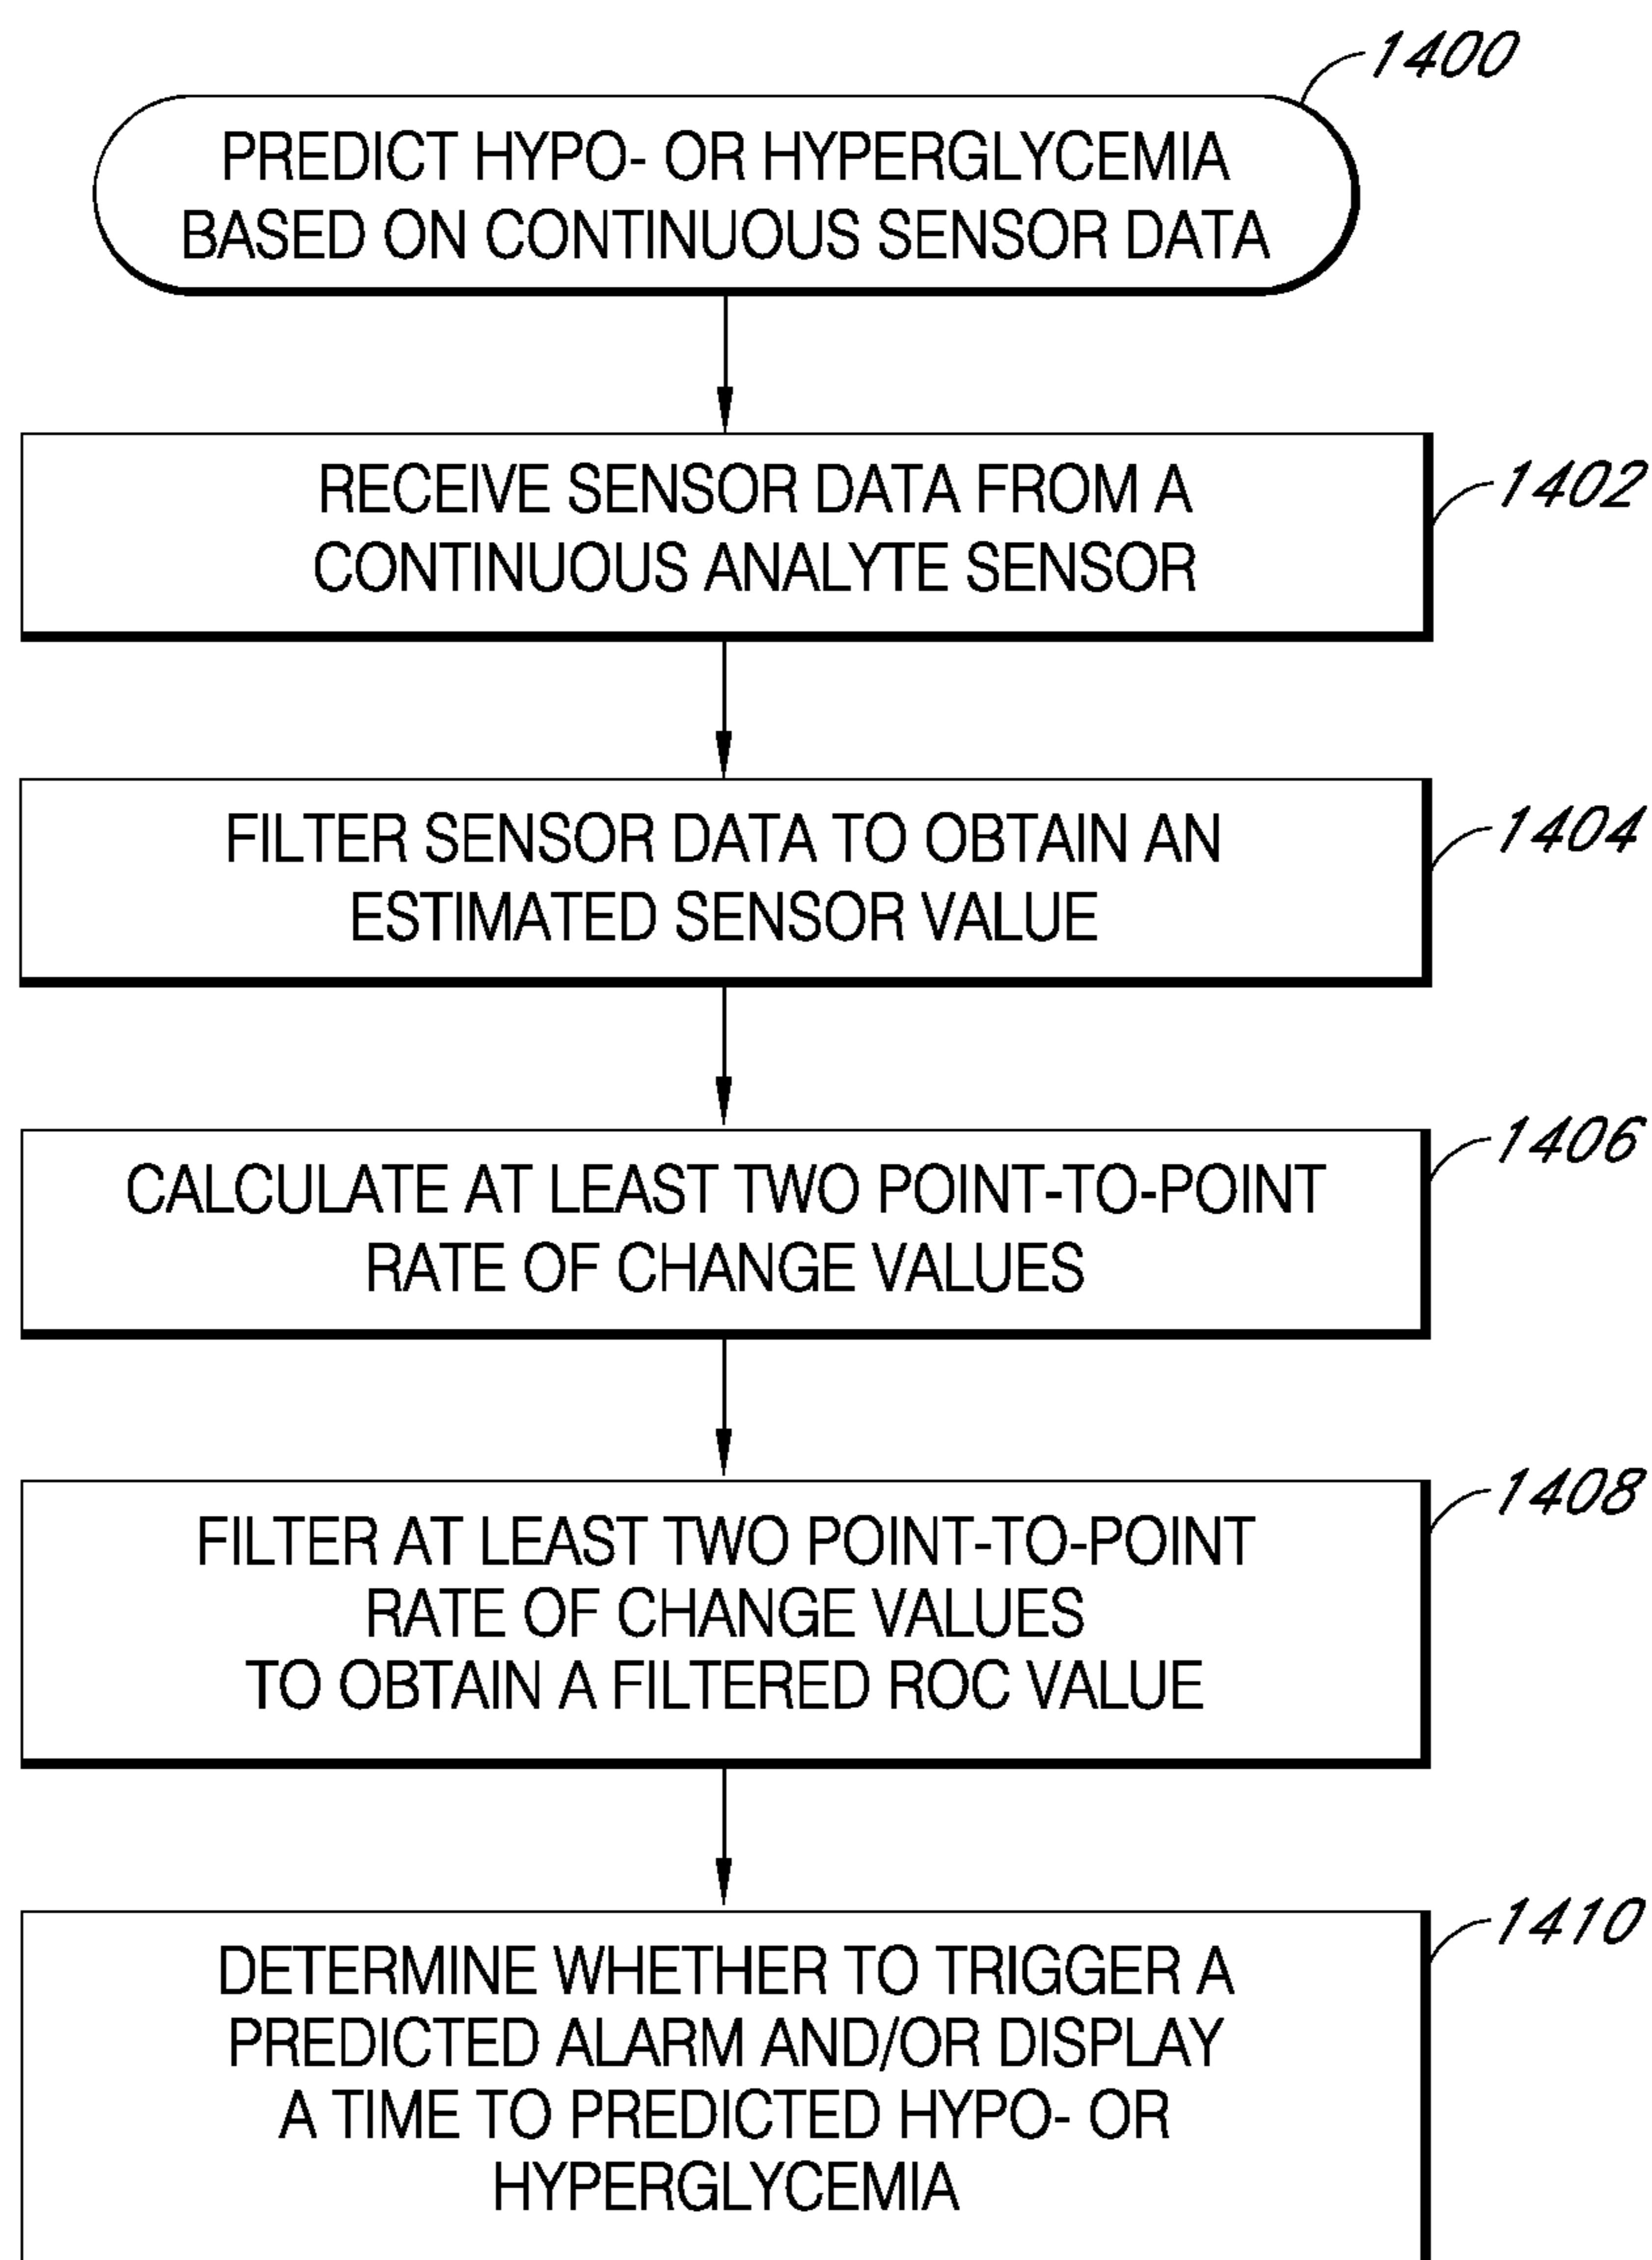 1400
PREDICT HYPO- OR HYPERGLYCEMIA
BASED ON CONTINUOUS SENSOR DATA
RECEIVE SENSOR DATA FROM A
CONTINUOUS ANALYTE SENSOR
1402
FILTER SENSOR DATA TO OBTAIN AN
ESTIMATED SENSOR VALUE
1404
CALCULATE AT LEAST TWO POINT-TO-POINT
RATE OF CHANGE VALUES
1406
FILTER AT LEAST TWO POINT-TO-POINT
RATE OF CHANGE VALUES
TO OBTAIN A FILTERED ROC VALUE
1408
DETERMINE WHETHER TO TRIGGER A
PREDICTED ALARM AND/OR DISPLAY
A TIME TO PREDICTED HYPO- OR
HYPERGLYCEMIA
1410